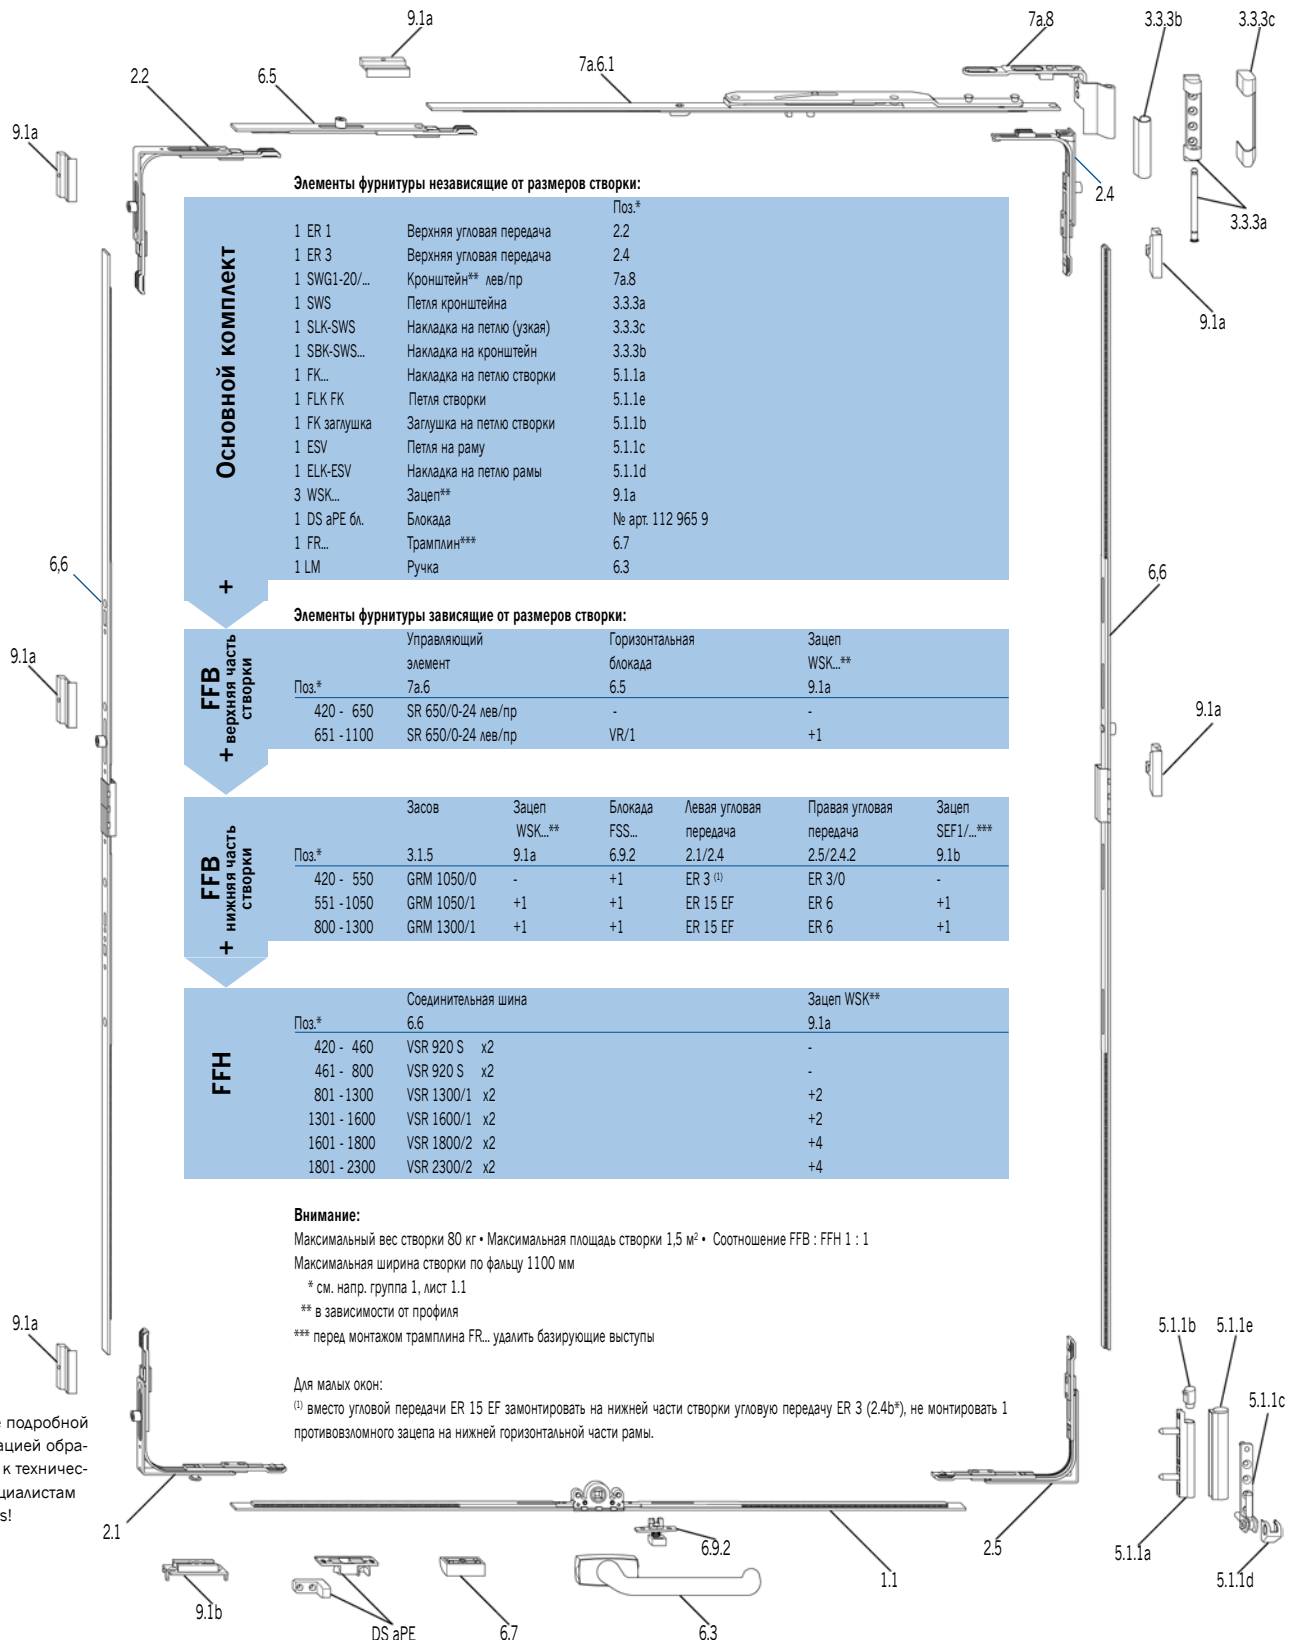 9.1a
7a.8
3.3.3b
3.3.3c
2.2
6.5
7a.6.1
9.1a
2.4
3.3.3a
9.1a
Элементы фурнитуры независящие от размеров створки:
Основной комплект
+
Поз.*
1 ER 1 Верхняя угловая передача 2.2
1 ER 3 Верхняя угловая передача 2.4
1 SWG1-20/... Кронштейн** лев/пр 7a.8
1 SWS Петля кронштейна 3.3.3a
1 SLK-SWS Накладка на петлю (узкая) 3.3.3c
1 SBK-SWS... Накладка на кронштейн 3.3.3b
1 FK... Накладка на петлю створки 5.1.1a
1 FLK FK Петля створки 5.1.1e
1 FK заглушка Заглушка на петлю створки 5.1.1b
1 ESV Петля на раму 5.1.1c
1 ELK-ESV Накладка на петлю рамы 5.1.1d
3 WSK... Зацеп** 9.1a
1 DS aPE бл. Блокада № арт. 112 965 9
1 FR... Трамплин*** 6.7
1 LM Ручка 6.3
6,6
6,6
9.1a
9.1a
Элементы фурнитуры зависящие от размеров створки:
FFB
+ верхняя часть
створки
Управляющий Горизонтальная Зацеп
элемент блокада WSK...**
Поз.* 7a.6 6.5 9.1a
420 - 650 SR 650/0-24 лев/пр - -
651 -1100 SR 650/0-24 лев/пр VR/1 +1
FFB
+ нижняя часть
створки
Засов Зацеп Блокада Левая угловая Правая угловая Зацеп
WSK...** FSS... передача передача SEF1/...***
Поз.* 3.1.5 9.1a 6.9.2 2.1/2.4 2.5/2.4.2 9.1b
420 - 550 GRM 1050/0 - +1 ER 3 (1) ER 3/0 -
551 -1050 GRM 1050/1 +1 +1 ER 15 EF ER 6 +1
800 -1300 GRM 1300/1 +1 +1 ER 15 EF ER 6 +1
FFH
Соединительная шина Зацеп WSK**
Поз.* 6.6 9.1a
420 - 460 VSR 920 S x2 -
461 - 800 VSR 920 S x2 -
801 -1300 VSR 1300/1 x2 +2
1301 - 1600 VSR 1600/1 x2 +2
1601 - 1800 VSR 1800/2 x2 +4
1801 - 2300 VSR 2300/2 x2 +4
Внимание:
Максимальный вес створки 80 кг • Максимальная площадь створки 1,5 м² • Соотношение FFB : FFH 1 : 1
Максимальная ширина створки по фальцу 1100 мм
* см. напр. группа 1, лист 1.1
** в зависимости от профиля
*** перед монтажом трамплина FR... удалить базирующие выступы
Для малых окон:
(1) вместо угловой передачи ER 15 EF замонтировать на нижней части створки угловую передачу ER 3 (2.4b*), не монтировать 1
противовзломного зацепа на нижней горизонтальной части рамы.
9.1a
подробной
ацией обра-
к техничес-
циалистам
s!
5.1.1b
5.1.1e
5.1.1c
2.1
6.9.2
2.5
5.1.1a
5.1.1d
1.1
9.1b
DS aPE
6.7
6.3